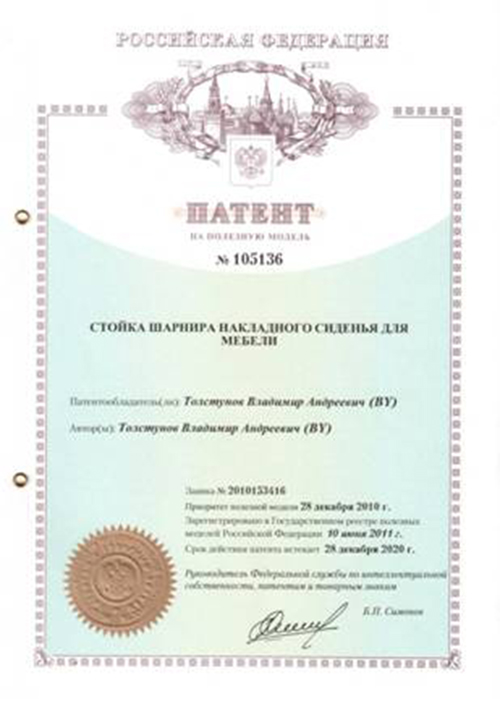 РОССИЙСКАЯ ФЕДЕРАЦИЯ
ПАТЕНТ
НА ПОЛЕЗНУЮ МОДЕЛЬ
№ 105136
СТОЙКА ШАРНИРА НАКЛАДНОГО СИДЕНЬЯ ДЛЯ
МЕБЕЛИ
Патентообладатель(ли): Толстунов Владимир Андреевич (BY)
Автор(ы): Толстунов Владимир Андреевич (BY)
Заявка № 2010153416
Приоритет полезной модели 28 декабря 2010 г.
Зарегистрировано в Государственном реестре полезных
моделей Российской Федерации 10 июня 2011 г.
Срок действия патента истекает 28 декабря 2020 г.
Руководитель Федеральной службы по интеллектуальной
собственности, патентам и товарным знакам
Б.П. Симонов